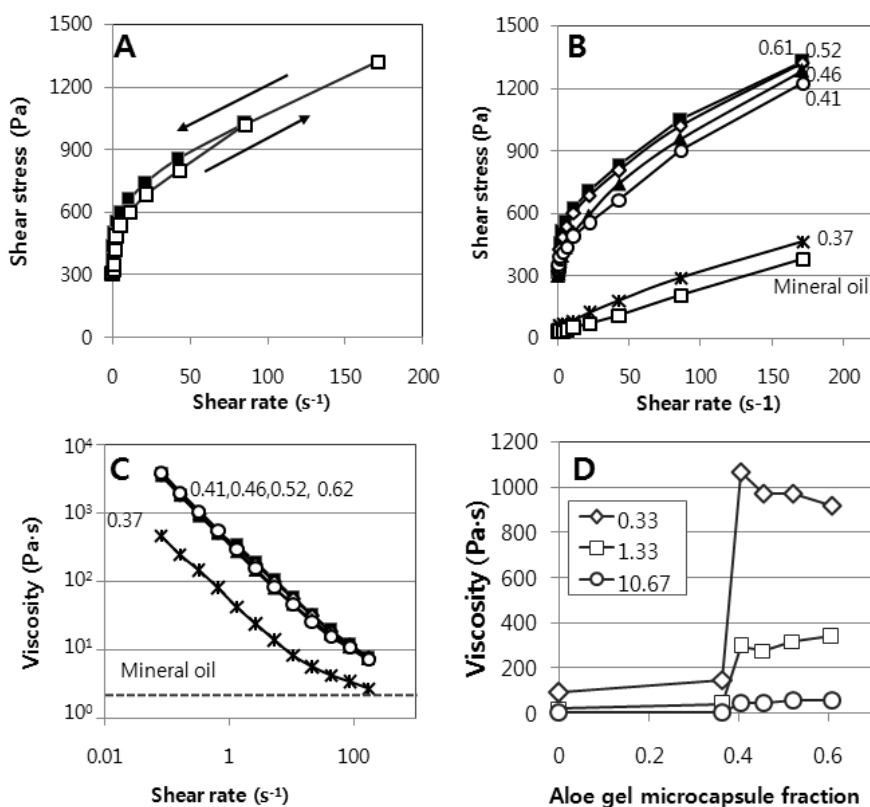 A
1500
1200
900
600
300
0
Shear stress (Pa)
0 50 100 150 200
Shear rate (s⁻¹)
B
1500
1200
900
600
300
0
Shear stress (Pa)
0.61 0.52
0.46
0.41
0.37
Mineral oil
0 50 100 150 200
Shear rate (s-1)
C
10⁴
10³
10²
10¹
10⁰
Viscosity (Pa·s)
0.41,0.46,0.52, 0.62
0.37
Mineral oil
0.01 1 100
Shear rate (s⁻¹)
D
1200
1000
800
600
400
200
0
Viscosity (Pa·s)
0.33
1.33
10.67
0 0.2 0.4 0.6
Aloe gel microcapsule fraction